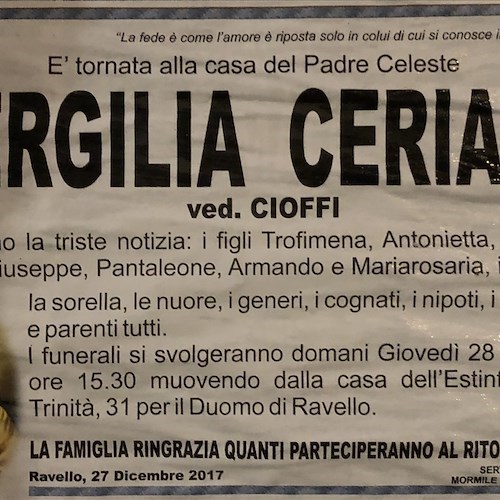 "La fede è come l'amore è riposta solo in colui di cui si conosce i
E' tornata alla casa del Padre Celeste
ERGILIA CERIA
ved. CIOFFI
no la triste notizia: i figli Trofimena, Antonietta,
iuseppe, Pantaleone, Armando e Mariarosaria, i
la sorella, le nuore, i generi, i cognati, i nipoti, i
e parenti tutti.
I funerali si svolgeranno domani Giovedì 28
ore 15.30 muovendo dalla casa dell'Estint
Trinità, 31 per il Duomo di Ravello.
LA FAMIGLIA RINGRAZIA QUANTI PARTECIPERANNO AL RITO
Ravello, 27 Dicembre 2017
SER
MORMILE